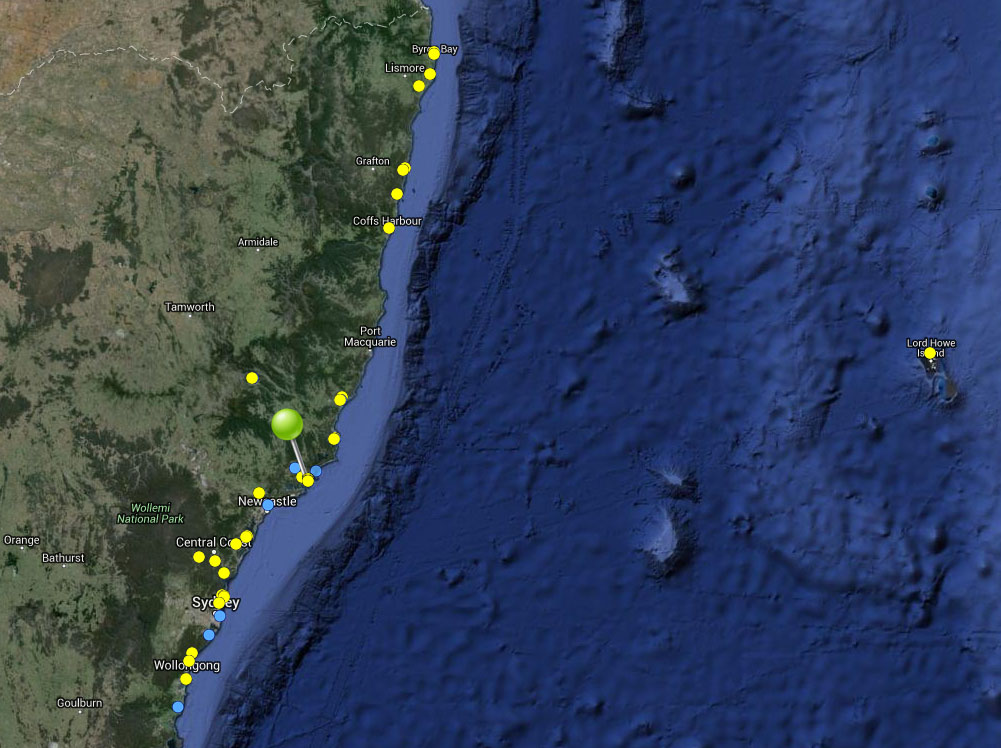 Byron Bay
Lismore
Grafton
Coffs Harbour
Armidale
Tamworth
Port
Macquarie
Lord Howe
Island
Newcastle
Wollemi
National Park
Orange
Central Coast
Bathurst
Sydney
Wollongong
Goulburn